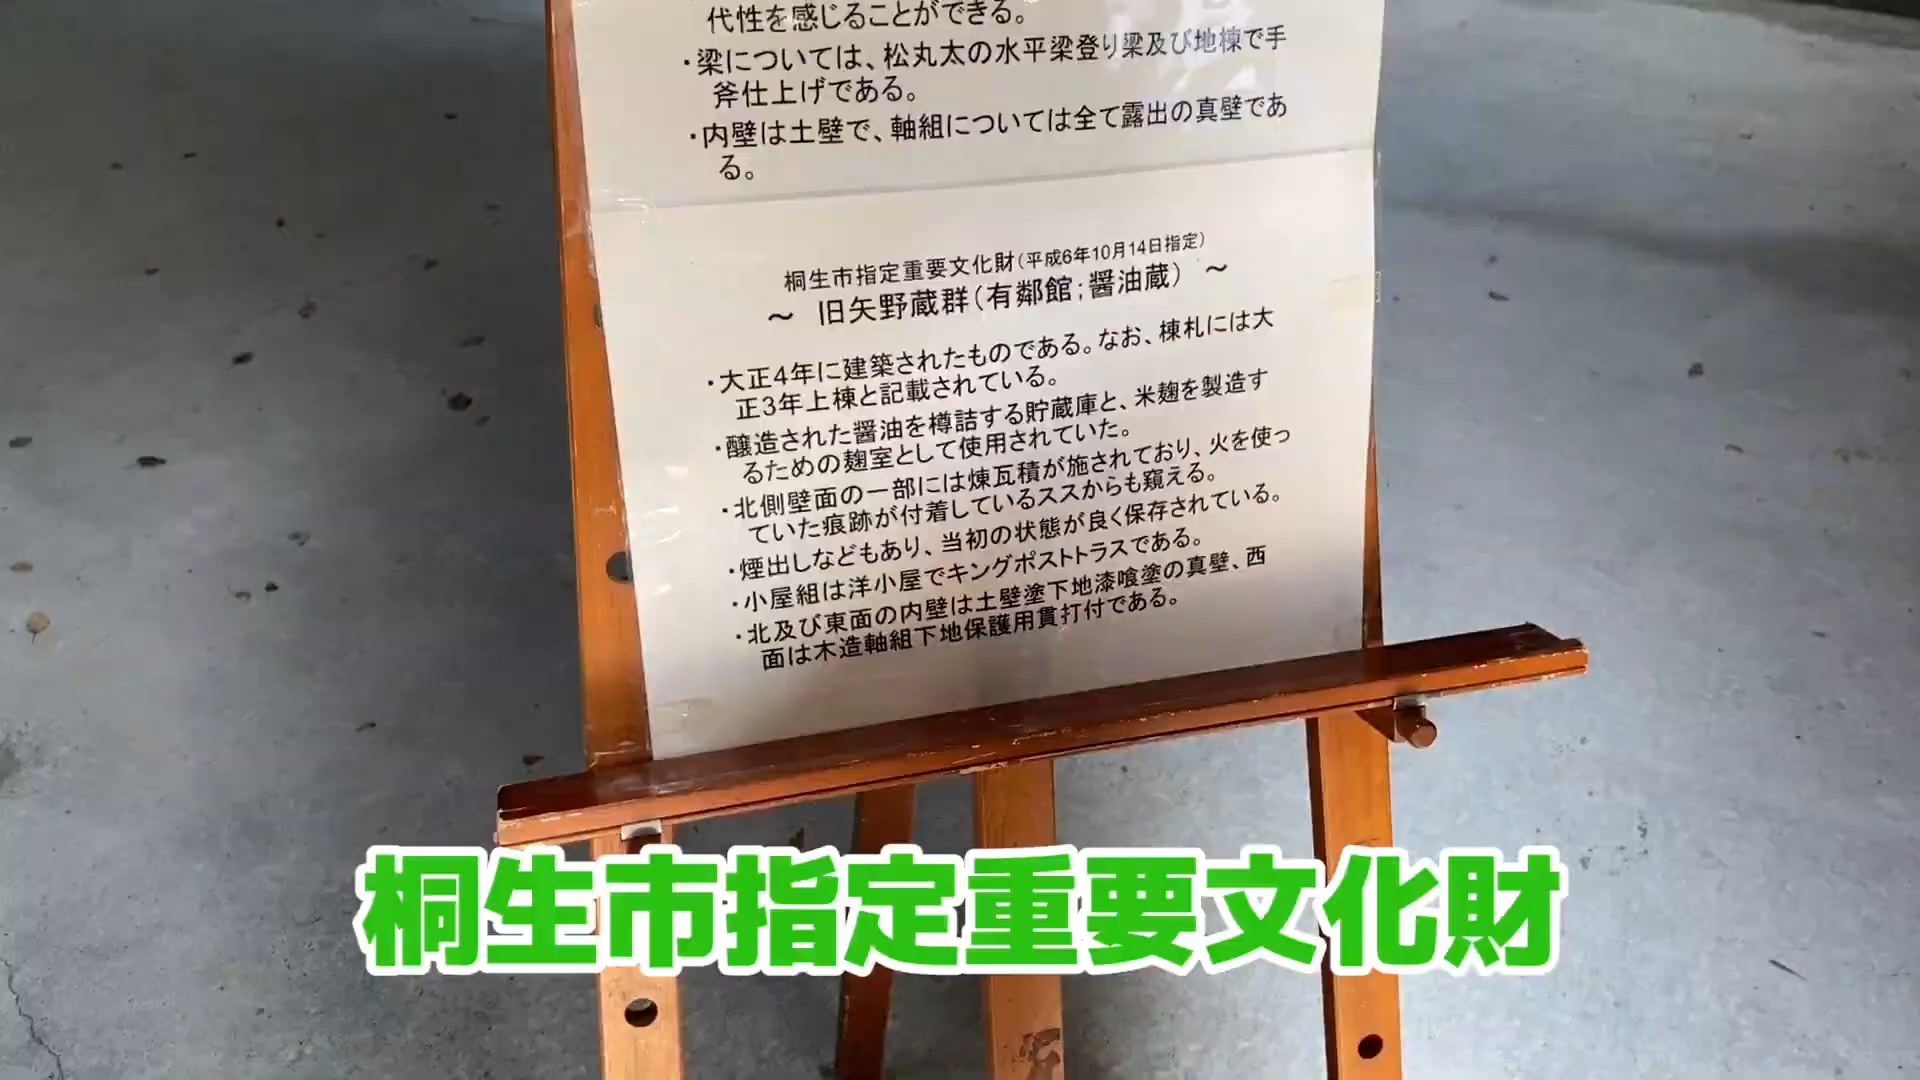 代性を感じることができる。
・梁については、松丸太の水平梁登り梁及び地棟で手
斧仕上げである。
・内壁は土壁で、軸組については全て露出の真壁であ
る。
桐生市指定重要文化財(平成6年10月14日指定)
~ 旧矢野蔵群(有鄰館;醤油蔵) ~
・大正4年に建築されたものである。なお、棟札には大
正3年上棟と記載されている。
・醸造された醤油を樽詰する貯蔵庫と、米麹を製造す
るための麹室として使用されていた。
・北側壁面の一部には煉瓦積が施されており、火を使っ
ていた痕跡が付着しているススからも窺える。
・煙出しなどもあり、当初の状態が良く保存されている。
・小屋組は洋小屋でキングポストトラスである。
・北及び東面の内壁は土壁塗下地漆喰塗の真壁、西
面は木造軸組下地保護用貫打付である。
桐生市指定重要文化財